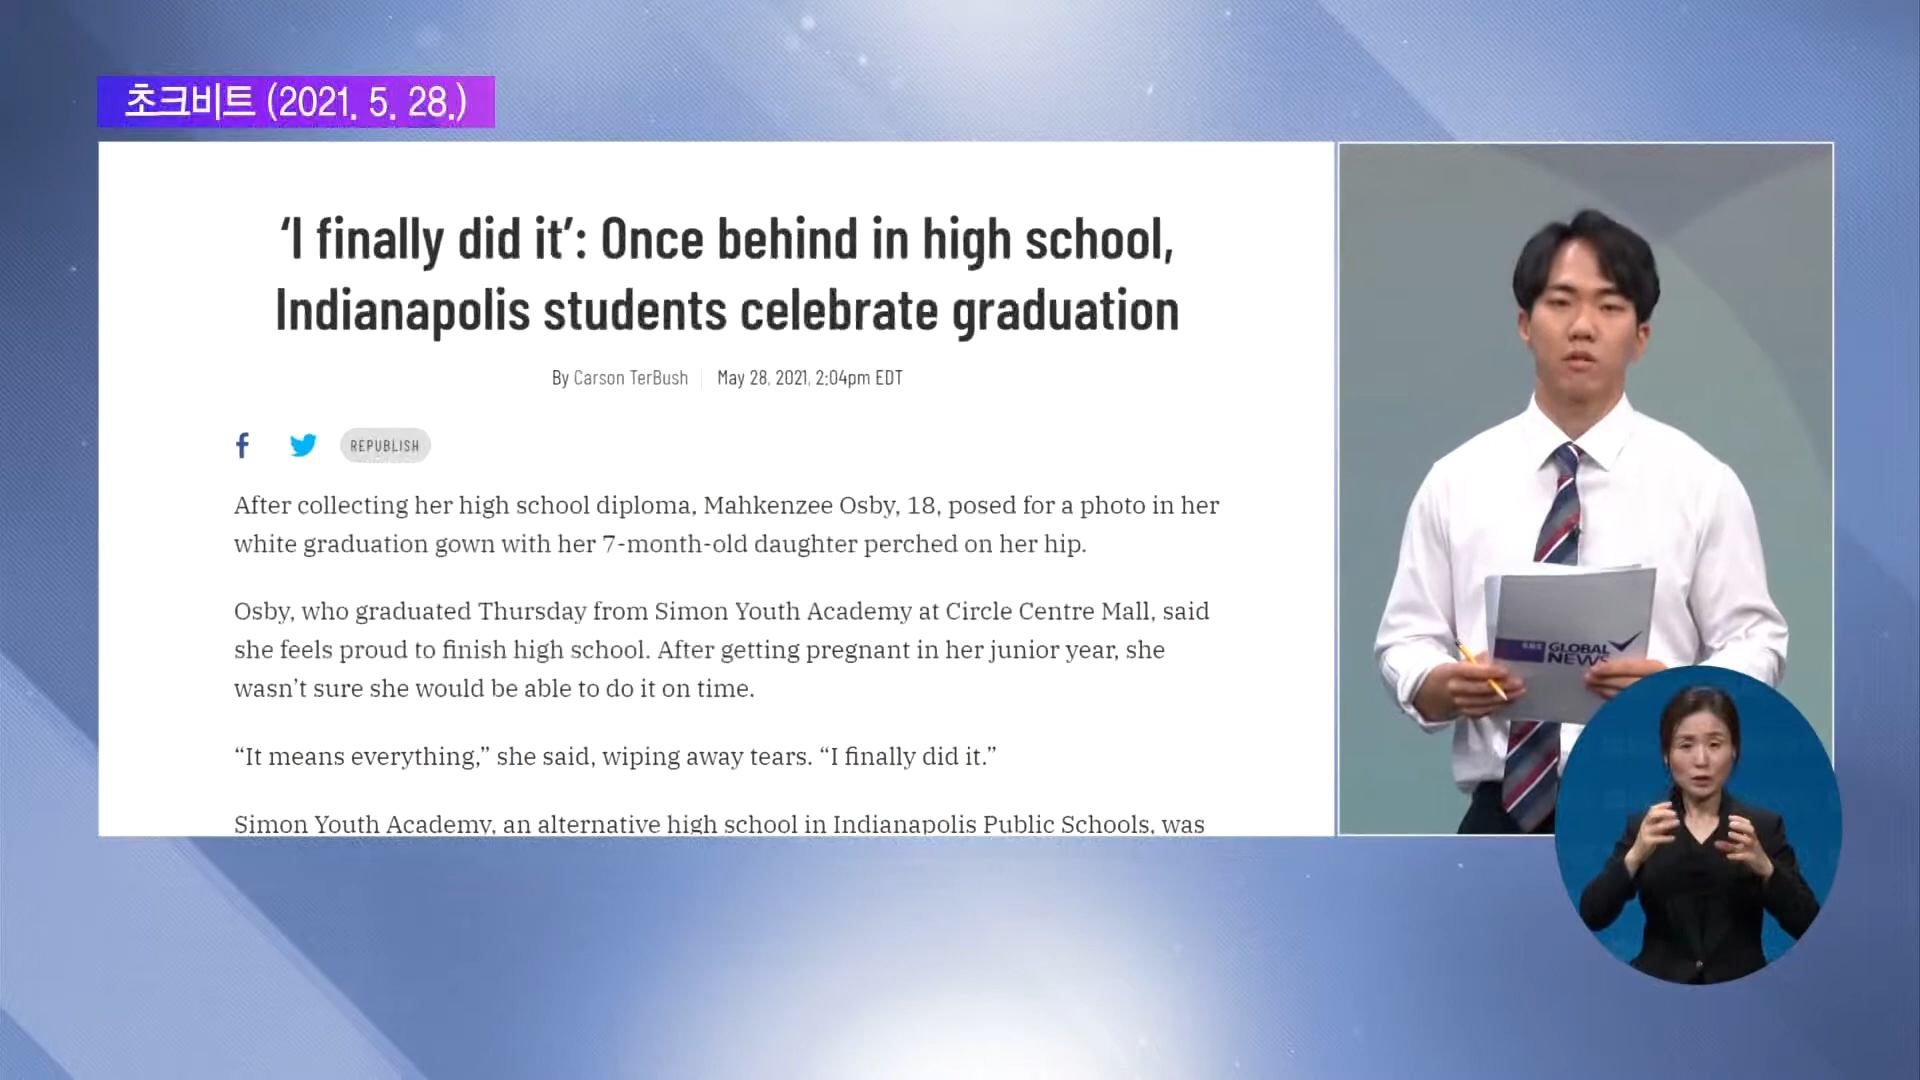 초크비트 (2021. 5. 28.)
‘I finally did it’: Once behind in high school,
Indianapolis students celebrate graduation
By Carson TerBush May 28, 2021, 2:04pm EDT
REPUBLISH
After collecting her high school diploma, Mahkenzee Osby, 18, posed for a photo in her
white graduation gown with her 7-month-old daughter perched on her hip.
Osby, who graduated Thursday from Simon Youth Academy at Circle Centre Mall, said
she feels proud to finish high school. After getting pregnant in her junior year, she
wasn’t sure she would be able to do it on time.
“It means everything,” she said, wiping away tears. “I finally did it.”
Simon Youth Academy, an alternative high school in Indianapolis Public Schools, was
GLOBAL
NEWS